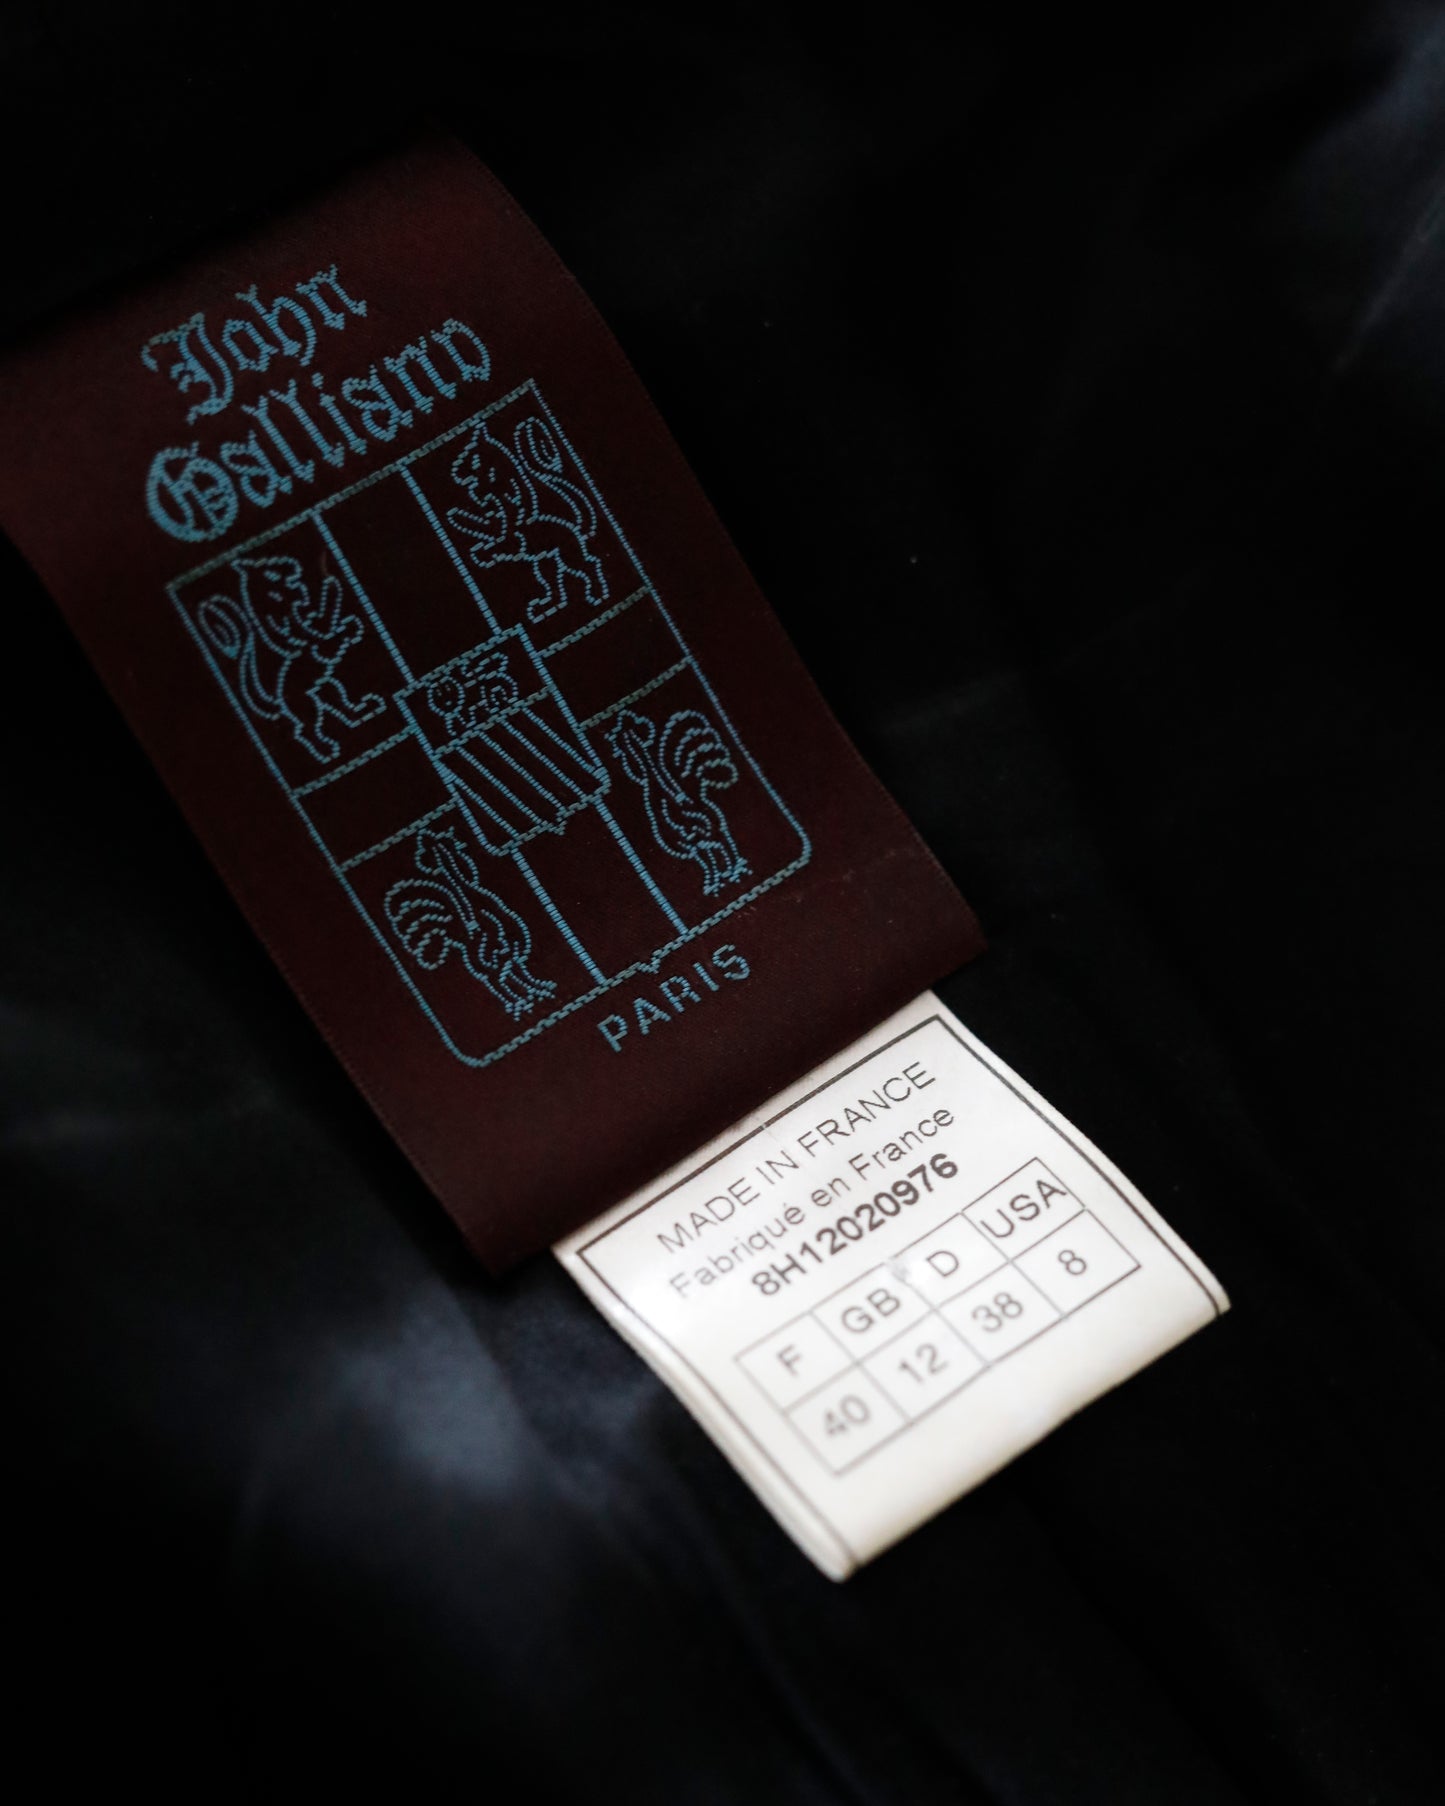 John
Galliano
PARIS
MADE IN FRANCE
Fabriqué en France
8H12020976
F GB D USA
40 12 38 8